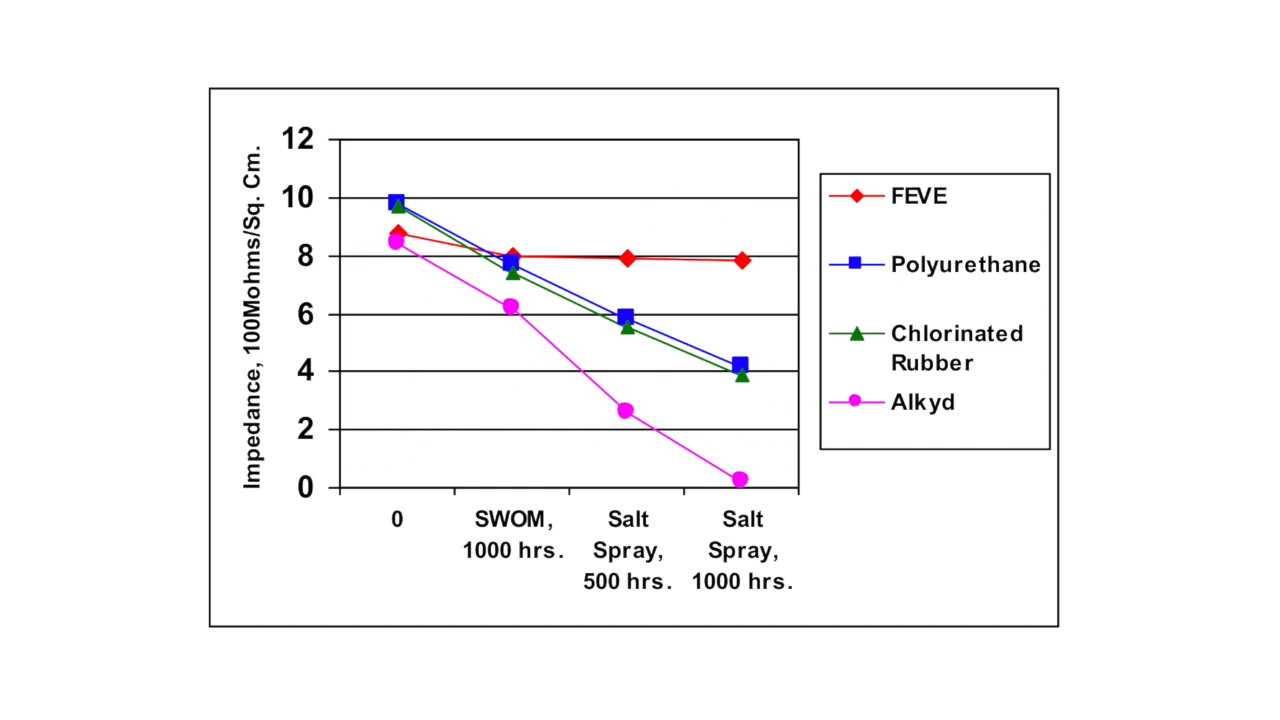 Impedance, 100Mohms/Sq. Cm.
12
10
8
6
4
2
0
0
SWOM,
1000 hrs.
Salt
Spray,
500 hrs.
Salt
Spray,
1000 hrs.
FEVE
Polyurethane
Chlorinated
Rubber
Alkyd